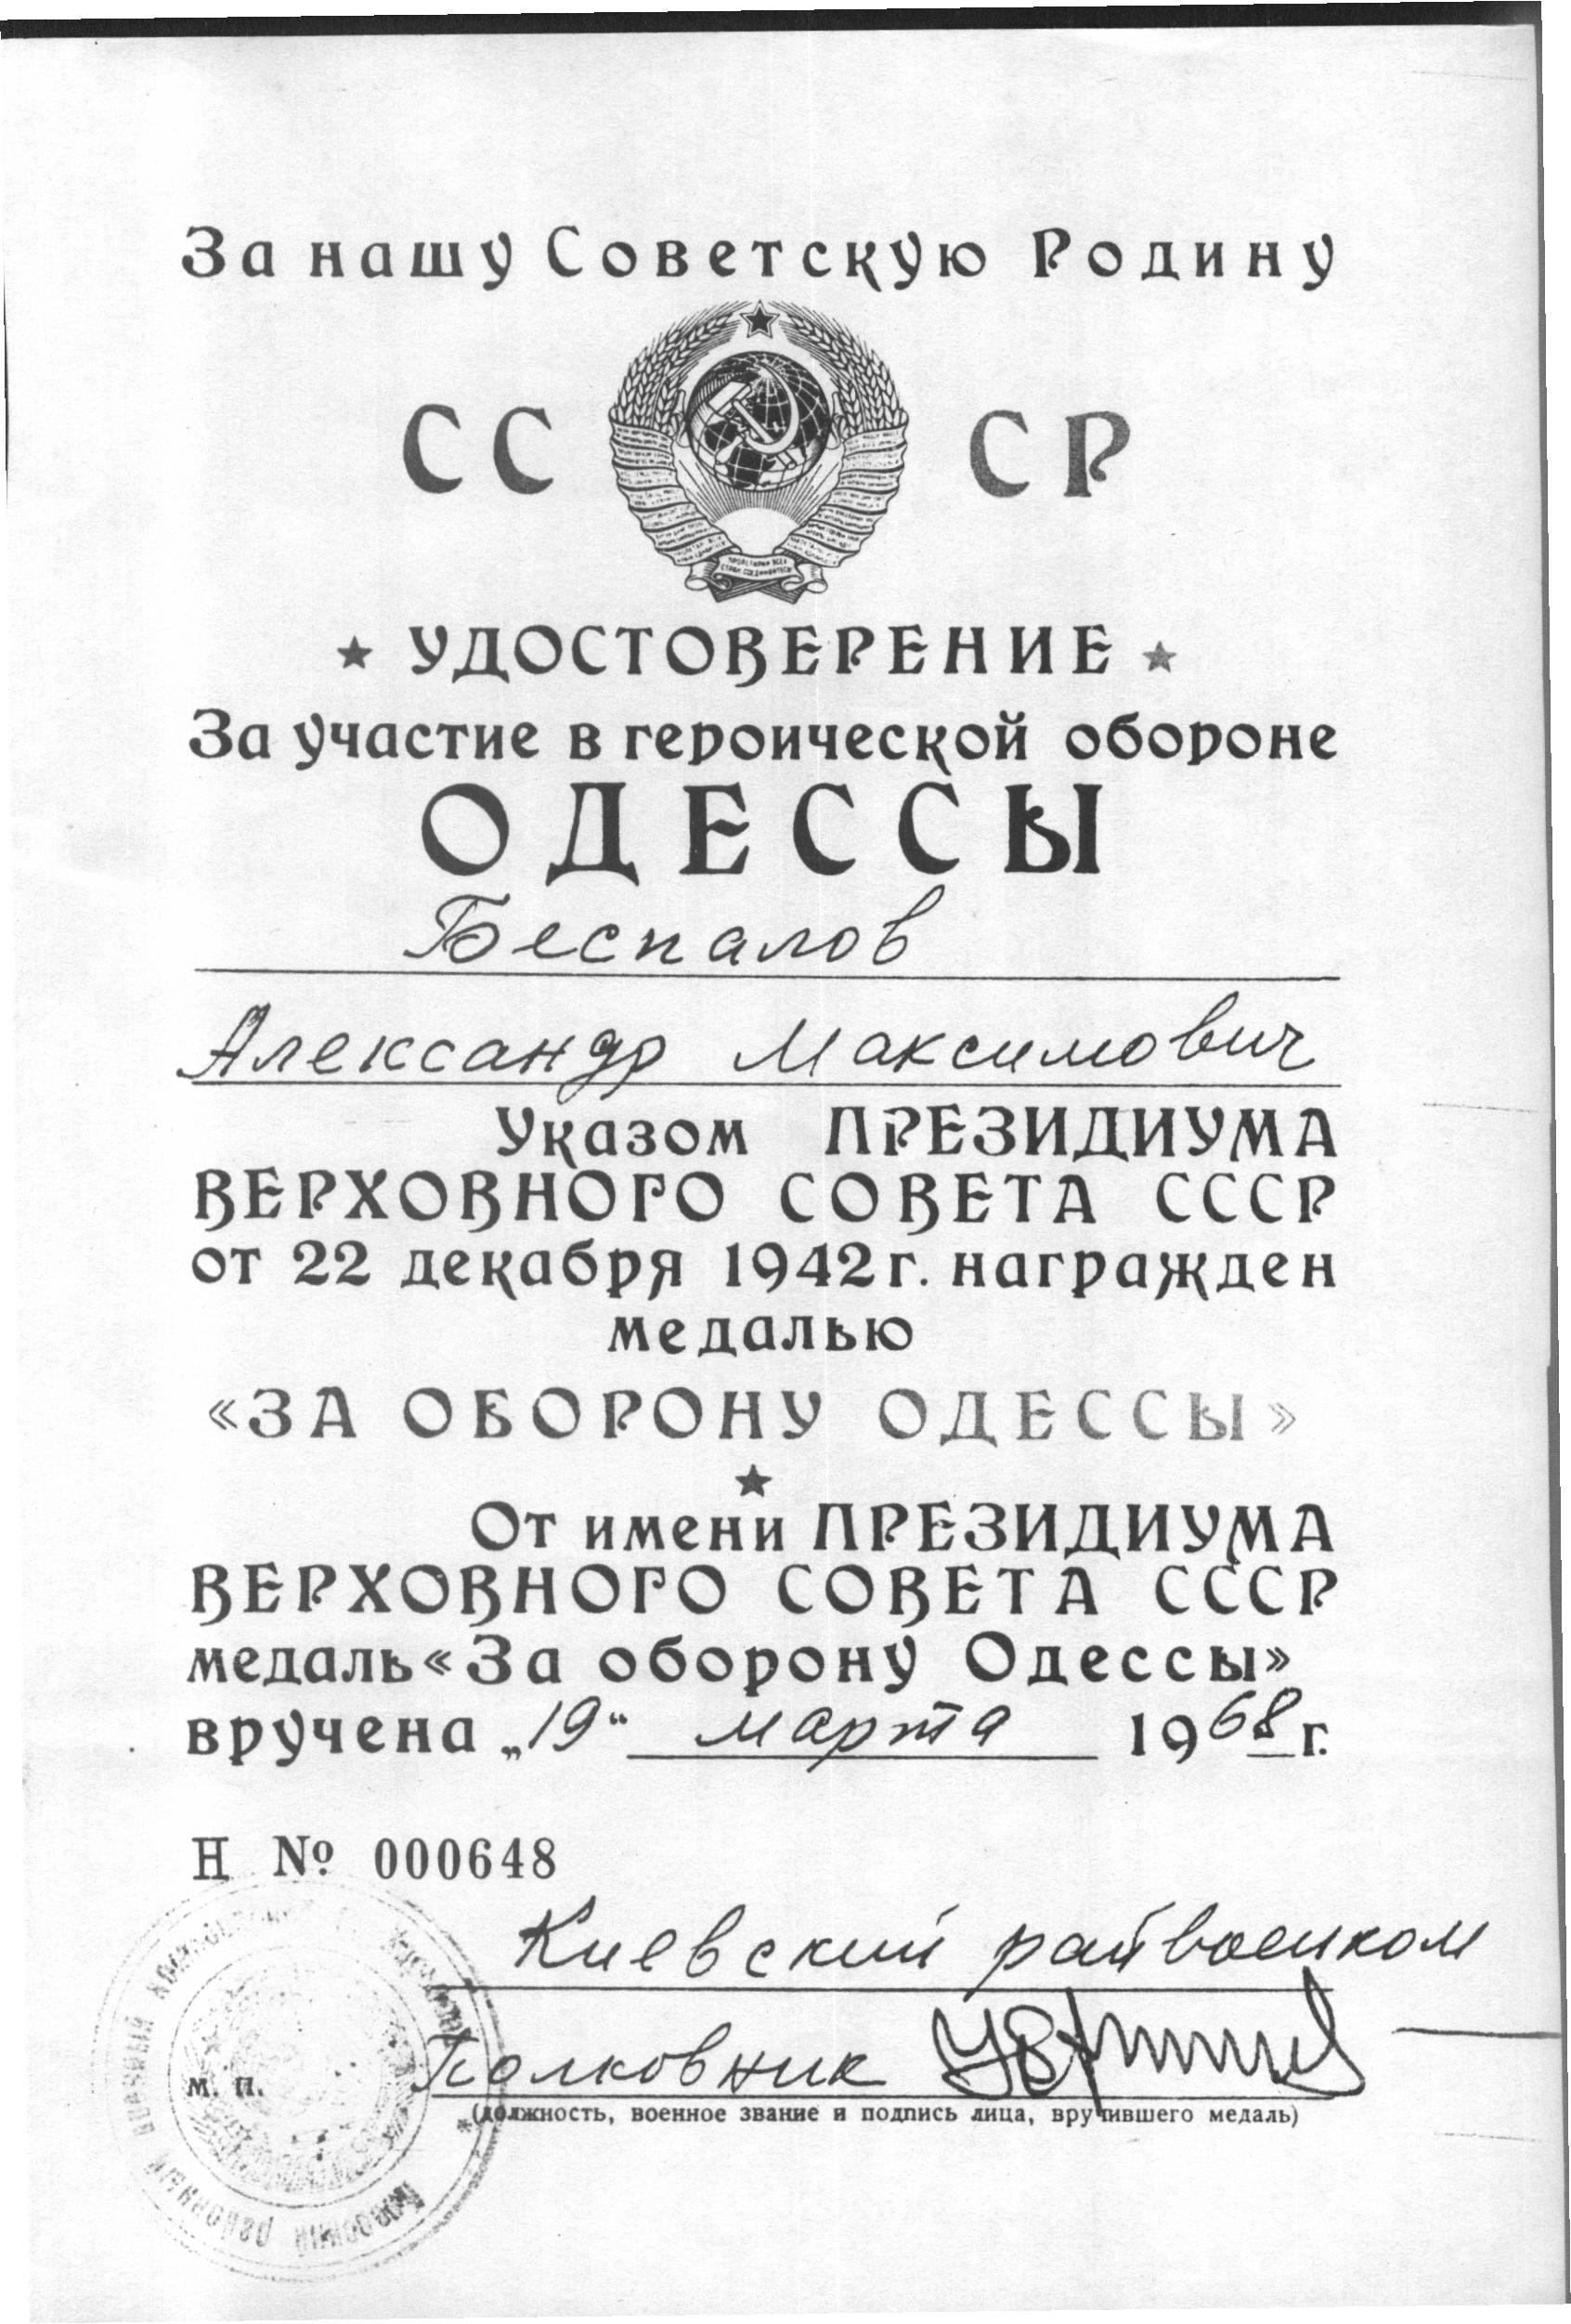 За нашу Советскую Родину
СС СР
★ УДОСТОВЕРЕНИЕ ★
За участие в героической обороне
ОДЕССЫ
Беспалов
Александр Максимович
Указом ПРЕЗИДИУМА
ВЕРХОВНОГО СОВЕТА СССР
от 22 декабря 1942 г. награжден
медалью
«ЗА ОБОРОНУ ОДЕССЫ»
★
От имени ПРЕЗИДИУМА
ВЕРХОВНОГО СОВЕТА СССР
медаль «За оборону Одессы»
вручена „19“ марта 1968 г.
Н № 000648
Киевский райвоенком
Полковник
м. п.
(должность, военное звание и подпись лица, вручившего медаль)